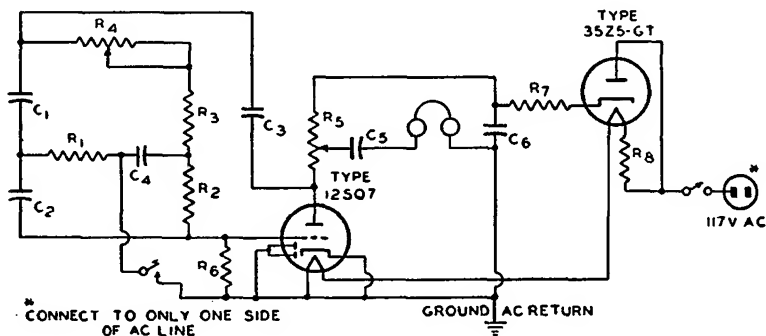 TYPE
35Z5-GT
R4
R7
C1
R3
C3
R5
C5
C6
R8
*
R1
C4
TYPE
12SQ7
117V AC
C2
R2
R6
*
CONNECT TO ONLY ONE SIDE
OF AC LINE
GROUND AC RETURN